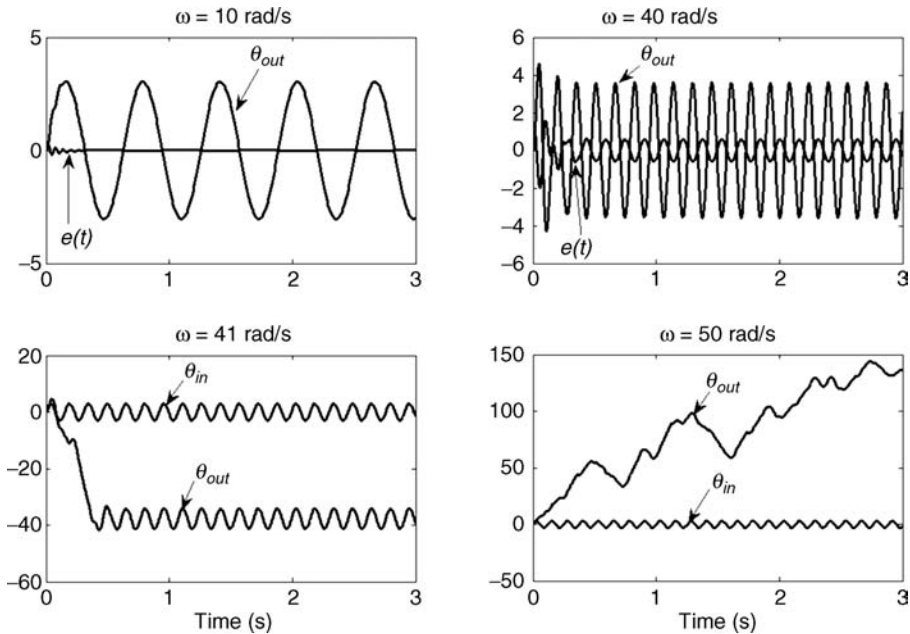 ω = 10 rad/s
5
0
−5
θout
e(t)
0 1 2 3
ω = 40 rad/s
6
4
2
0
−2
−4
−6
θout
e(t)
0 1 2 3
ω = 41 rad/s
20
0
−20
−40
−60
θin
θout
0 1 2 3
Time (s)
ω = 50 rad/s
150
100
50
0
−50
θout
θin
0 1 2 3
Time (s)